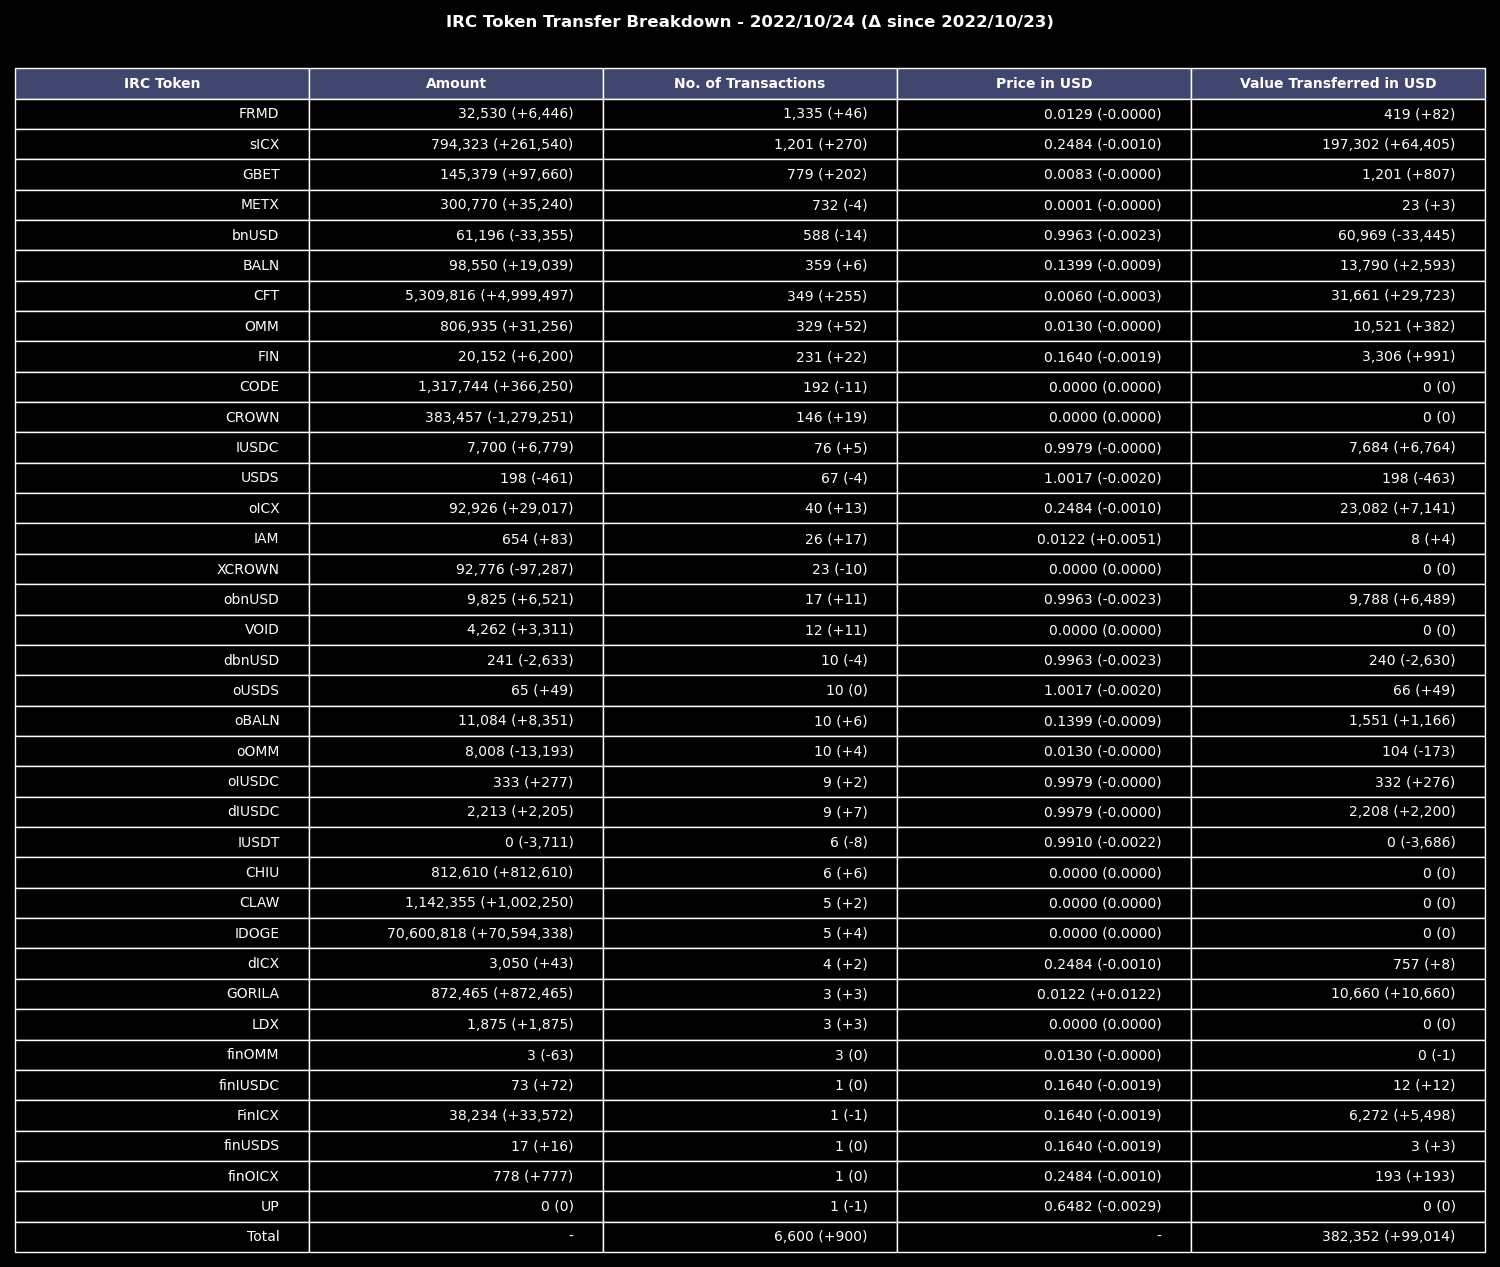 IRC Token Transfer Breakdown - 2022/10/24 (Δ since 2022/10/23)
IRC Token Amount No. of Transactions Price in USD Value Transferred in USD
FRMD 32,530 (+6,446) 1,335 (+46) 0.0129 (-0.0000) 419 (+82)
sICX 794,323 (+261,540) 1,201 (+270) 0.2484 (-0.0010) 197,302 (+64,405)
GBET 145,379 (+97,660) 779 (+202) 0.0083 (-0.0000) 1,201 (+807)
METX 300,770 (+35,240) 732 (-4) 0.0001 (-0.0000) 23 (+3)
bnUSD 61,196 (-33,355) 588 (-14) 0.9963 (-0.0023) 60,969 (-33,445)
BALN 98,550 (+19,039) 359 (+6) 0.1399 (-0.0009) 13,790 (+2,593)
CFT 5,309,816 (+4,999,497) 349 (+255) 0.0060 (-0.0003) 31,661 (+29,723)
OMM 806,935 (+31,256) 329 (+52) 0.0130 (-0.0000) 10,521 (+382)
FIN 20,152 (+6,200) 231 (+22) 0.1640 (-0.0019) 3,306 (+991)
CODE 1,317,744 (+366,250) 192 (-11) 0.0000 (0.0000) 0 (0)
CROWN 383,457 (-1,279,251) 146 (+19) 0.0000 (0.0000) 0 (0)
IUSDC 7,700 (+6,779) 76 (+5) 0.9979 (-0.0000) 7,684 (+6,764)
USDS 198 (-461) 67 (-4) 1.0017 (-0.0020) 198 (-463)
oICX 92,926 (+29,017) 40 (+13) 0.2484 (-0.0010) 23,082 (+7,141)
IAM 654 (+83) 26 (+17) 0.0122 (+0.0051) 8 (+4)
XCROWN 92,776 (-97,287) 23 (-10) 0.0000 (0.0000) 0 (0)
obnUSD 9,825 (+6,521) 17 (+11) 0.9963 (-0.0023) 9,788 (+6,489)
VOID 4,262 (+3,311) 12 (+11) 0.0000 (0.0000) 0 (0)
dbnUSD 241 (-2,633) 10 (-4) 0.9963 (-0.0023) 240 (-2,630)
oUSDS 65 (+49) 10 (0) 1.0017 (-0.0020) 66 (+49)
oBALN 11,084 (+8,351) 10 (+6) 0.1399 (-0.0009) 1,551 (+1,166)
oOMM 8,008 (-13,193) 10 (+4) 0.0130 (-0.0000) 104 (-173)
oIUSDC 333 (+277) 9 (+2) 0.9979 (-0.0000) 332 (+276)
dIUSDC 2,213 (+2,205) 9 (+7) 0.9979 (-0.0000) 2,208 (+2,200)
IUSDT 0 (-3,711) 6 (-8) 0.9910 (-0.0022) 0 (-3,686)
CHIU 812,610 (+812,610) 6 (+6) 0.0000 (0.0000) 0 (0)
CLAW 1,142,355 (+1,002,250) 5 (+2) 0.0000 (0.0000) 0 (0)
IDOGE 70,600,818 (+70,594,338) 5 (+4) 0.0000 (0.0000) 0 (0)
dICX 3,050 (+43) 4 (+2) 0.2484 (-0.0010) 757 (+8)
GORILA 872,465 (+872,465) 3 (+3) 0.0122 (+0.0122) 10,660 (+10,660)
LDX 1,875 (+1,875) 3 (+3) 0.0000 (0.0000) 0 (0)
finOMM 3 (-63) 3 (0) 0.0130 (-0.0000) 0 (-1)
finIUSDC 73 (+72) 1 (0) 0.1640 (-0.0019) 12 (+12)
FinICX 38,234 (+33,572) 1 (-1) 0.1640 (-0.0019) 6,272 (+5,498)
finUSDS 17 (+16) 1 (0) 0.1640 (-0.0019) 3 (+3)
finOICX 778 (+777) 1 (0) 0.2484 (-0.0010) 193 (+193)
UP 0 (0) 1 (-1) 0.6482 (-0.0029) 0 (0)
Total - 6,600 (+900) - 382,352 (+99,014)